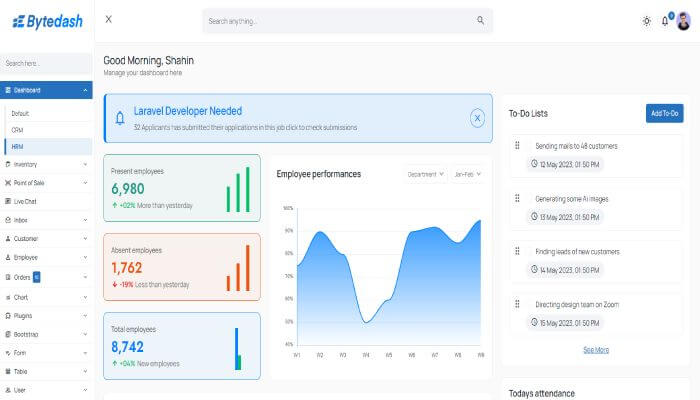 Bytedash
X
Search anything...
Search here...
Dashboard
Default
CRM
HRM
Inventory
Point of Sale
Live Chat
Inbox
Customer
Employee
Orders
Chart
Plugins
Bootstrap
Form
Table
User
Good Morning, Shahin
Manage your dashboard here
Laravel Developer Needed
32 Applicants has submitted their applications in this job click to check submissions
X
Present employees
6,980
+02% More than yesterday
Absent employees
1,762
-19% Less than yesterday
Total employees
8,742
+04% New employees
Employee performances
Department
Jan-Feb
100%
90%
80%
70%
60%
50%
40%
W1 W2 W3 W4 W5 W6 W7 W8 W9
To-Do Lists
Add To-Do
Sending mails to 48 customers
12 May 2023, 01:50 PM
Generating some Ai images
13 May 2023, 01:50 PM
Finding leads of new customers
14 May 2023, 01:50 PM
Directing design team on Zoom
15 May 2023, 01:50 PM
See More
Todays attendance